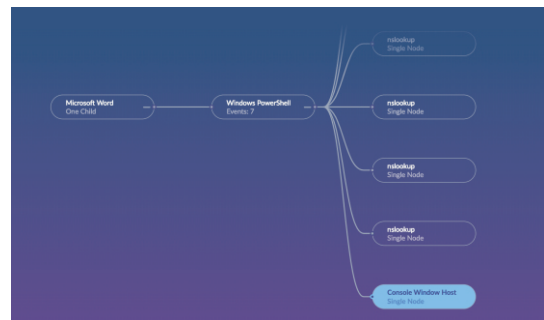 nslookup
Single Node
Microsoft Word
One Child
Windows PowerShell
Events: 7
nslookup
Single Node
nslookup
Single Node
nslookup
Single Node
Console Window Host
Single Node